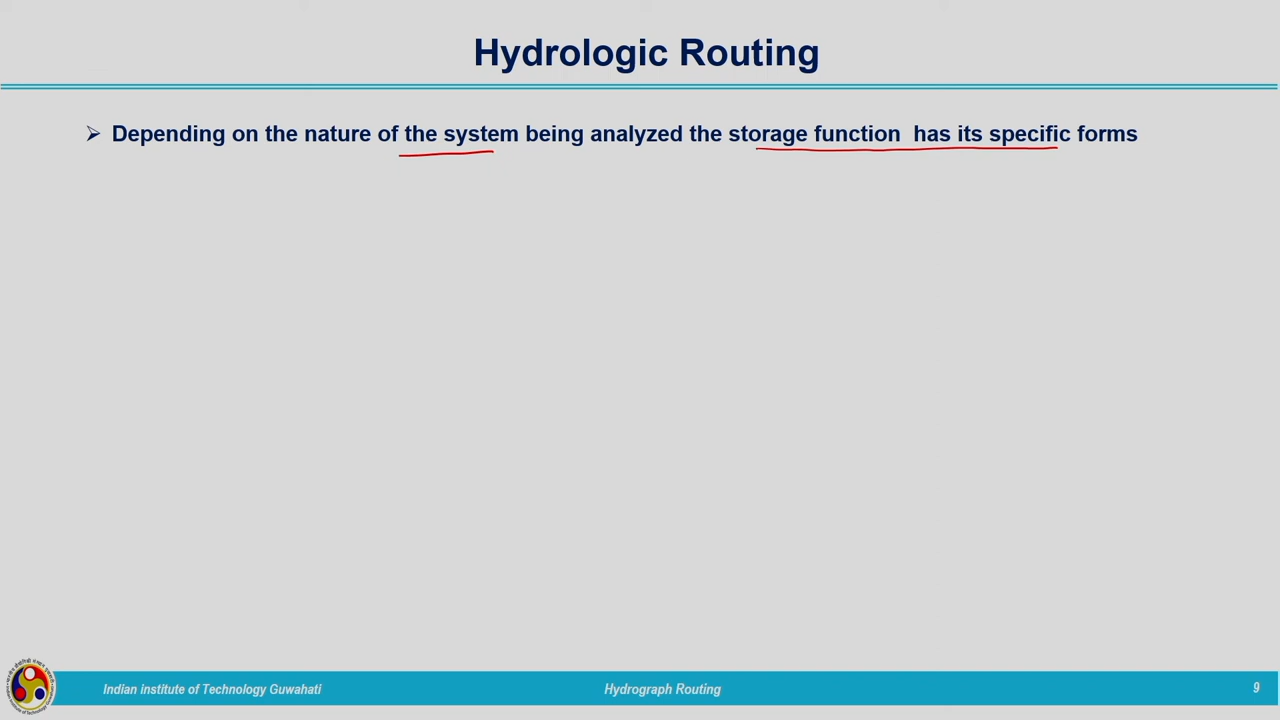 Hydrologic Routing
Depending on the nature of the system being analyzed the storage function has its specific forms
Indian institute of Technology Guwahati
Hydrograph Routing
9